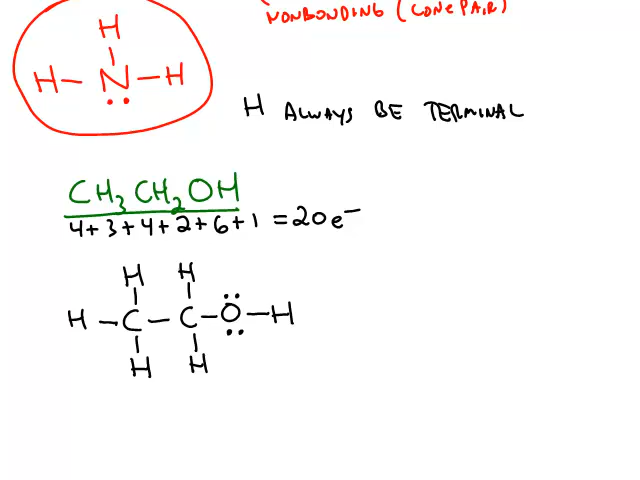 NONBONDING (LONE PAIR)
H
H – N – H
H ALWAYS BE TERMINAL
CH₃CH₂OH
4+3+4+2+6+1 = 20e⁻
H H
H – C – C – O – H
H H